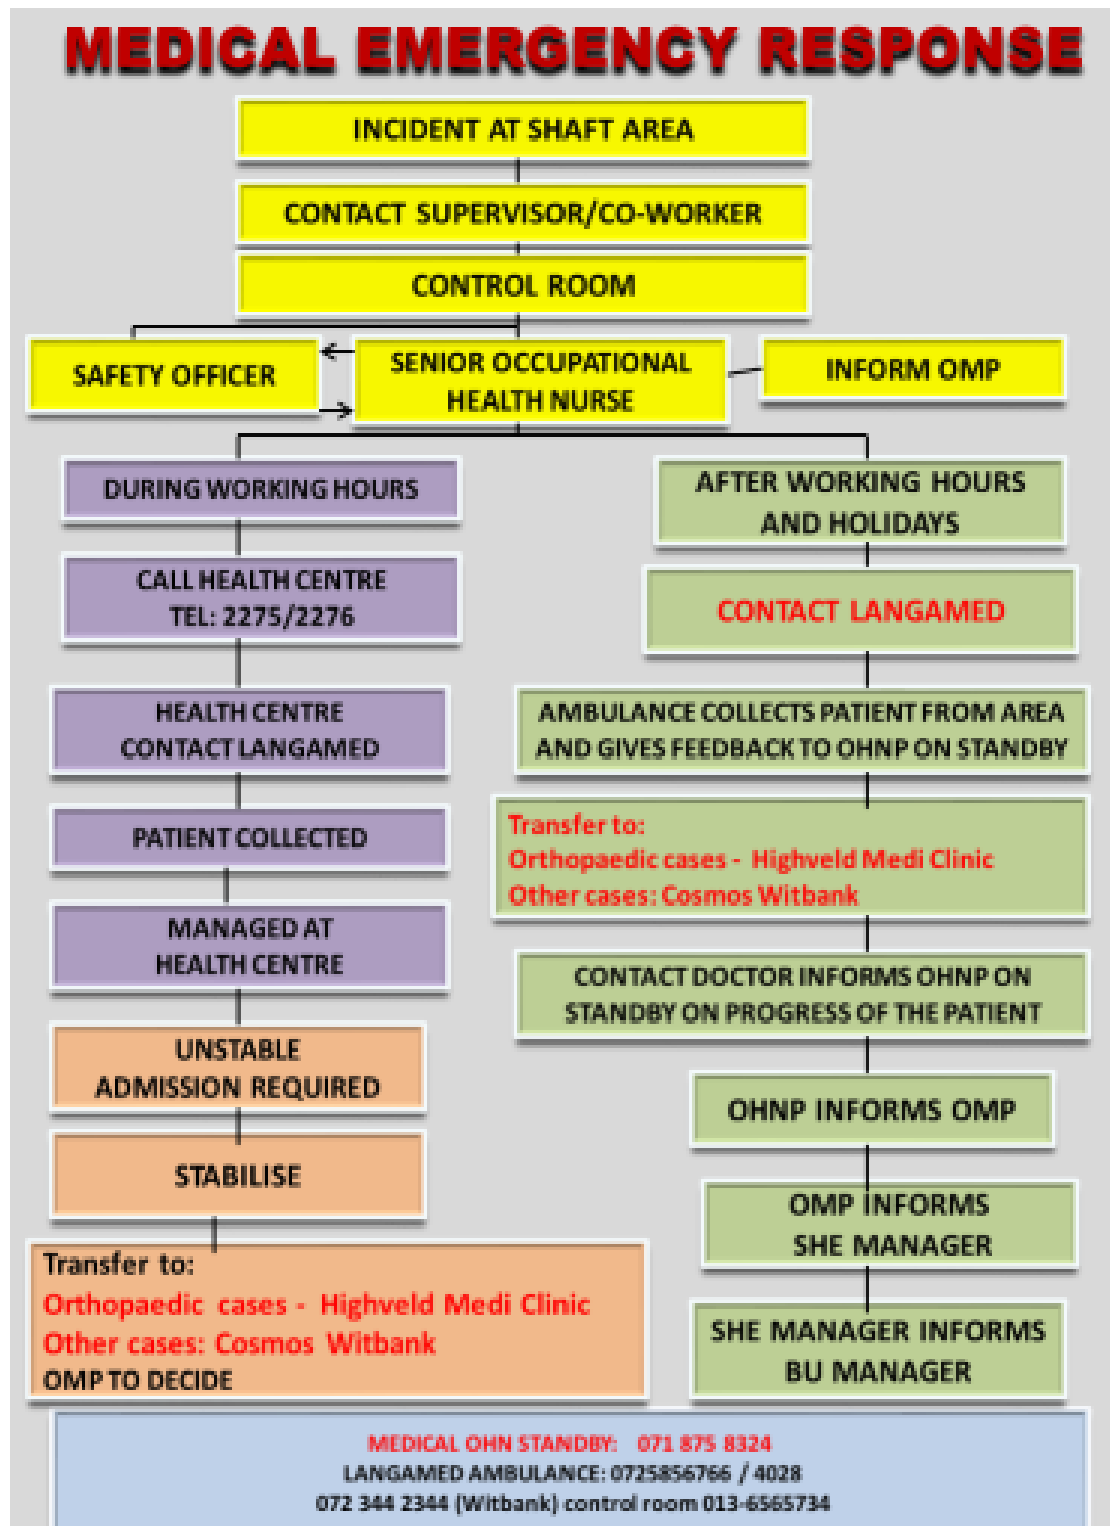 MEDICAL EMERGENCY RESPONSE
INCIDENT AT SHAFT AREA
CONTACT SUPERVISOR/CO-WORKER
CONTROL ROOM
SAFETY OFFICER
SENIOR OCCUPATIONAL
HEALTH NURSE
INFORM OMP
DURING WORKING HOURS
CALL HEALTH CENTRE
TEL: 2275/2276
HEALTH CENTRE
CONTACT LANGAMED
PATIENT COLLECTED
MANAGED AT
HEALTH CENTRE
UNSTABLE
ADMISSION REQUIRED
STABILISE
Transfer to:
Orthopaedic cases - Highveld Medi Clinic
Other cases: Cosmos Witbank
OMP TO DECIDE
AFTER WORKING HOURS
AND HOLIDAYS
CONTACT LANGAMED
AMBULANCE COLLECTS PATIENT FROM AREA
AND GIVES FEEDBACK TO OHNP ON STANDBY
Transfer to:
Orthopaedic cases - Highveld Medi Clinic
Other cases: Cosmos Witbank
CONTACT DOCTOR INFORMS OHNP ON
STANDBY ON PROGRESS OF THE PATIENT
OHNP INFORMS OMP
OMP INFORMS
SHE MANAGER
SHE MANAGER INFORMS
BU MANAGER
MEDICAL OHN STANDBY: 071 875 8324
LANGAMED AMBULANCE: 0725856766 / 4028
072 344 2344 (Witbank) control room 013-6565734